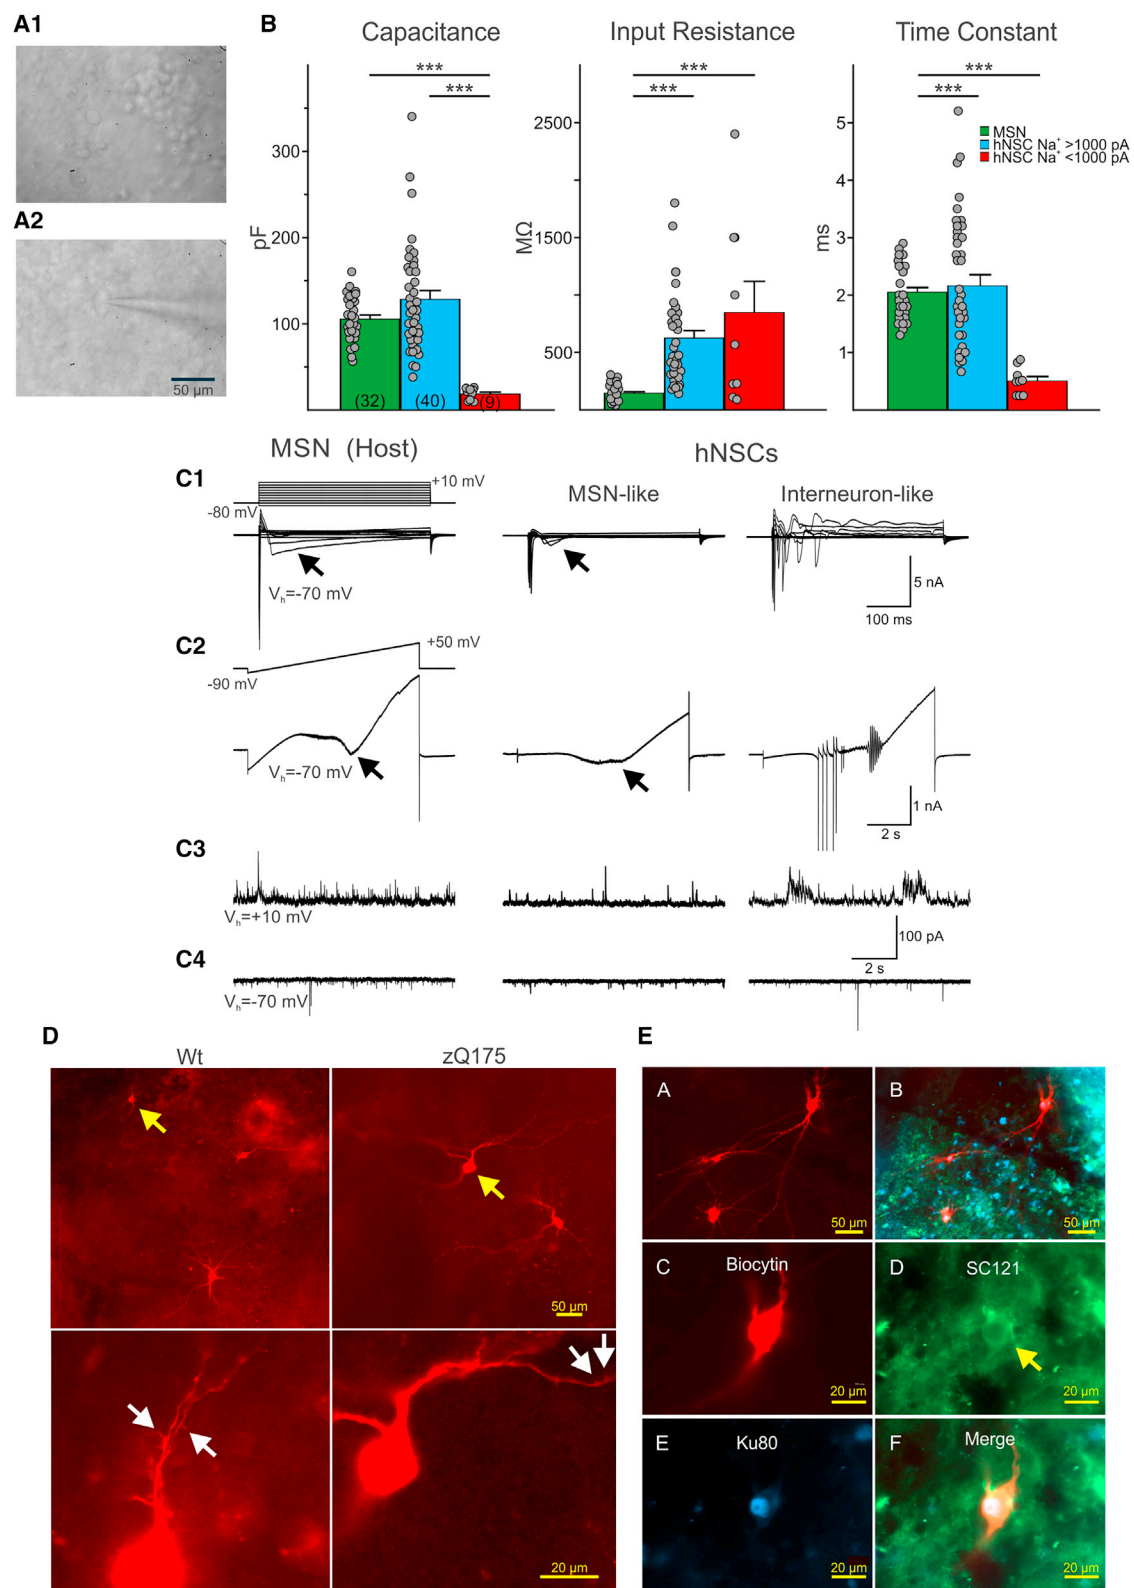 A1
A2
50 µm
B
Capacitance
Input Resistance
Time Constant
***
***
***
***
***
***
MSN
hNSC Na⁺ >1000 pA
hNSC Na⁺ <1000 pA
pF
300
200
100
(32)
(40)
(9)
MΩ
2500
1500
500
ms
5
4
3
2
1
MSN (Host)
hNSCs
C1
+10 mV
-80 mV
MSN-like
Interneuron-like
Vₕ=-70 mV
5 nA
100 ms
C2
+50 mV
-90 mV
Vₕ=-70 mV
1 nA
2 s
C3
Vₕ=+10 mV
100 pA
2 s
C4
Vₕ=-70 mV
D
Wt
zQ175
50 µm
20 µm
E
A
50 µm
B
50 µm
C
Biocytin
20 µm
D
SC121
20 µm
E
Ku80
20 µm
F
Merge
20 µm